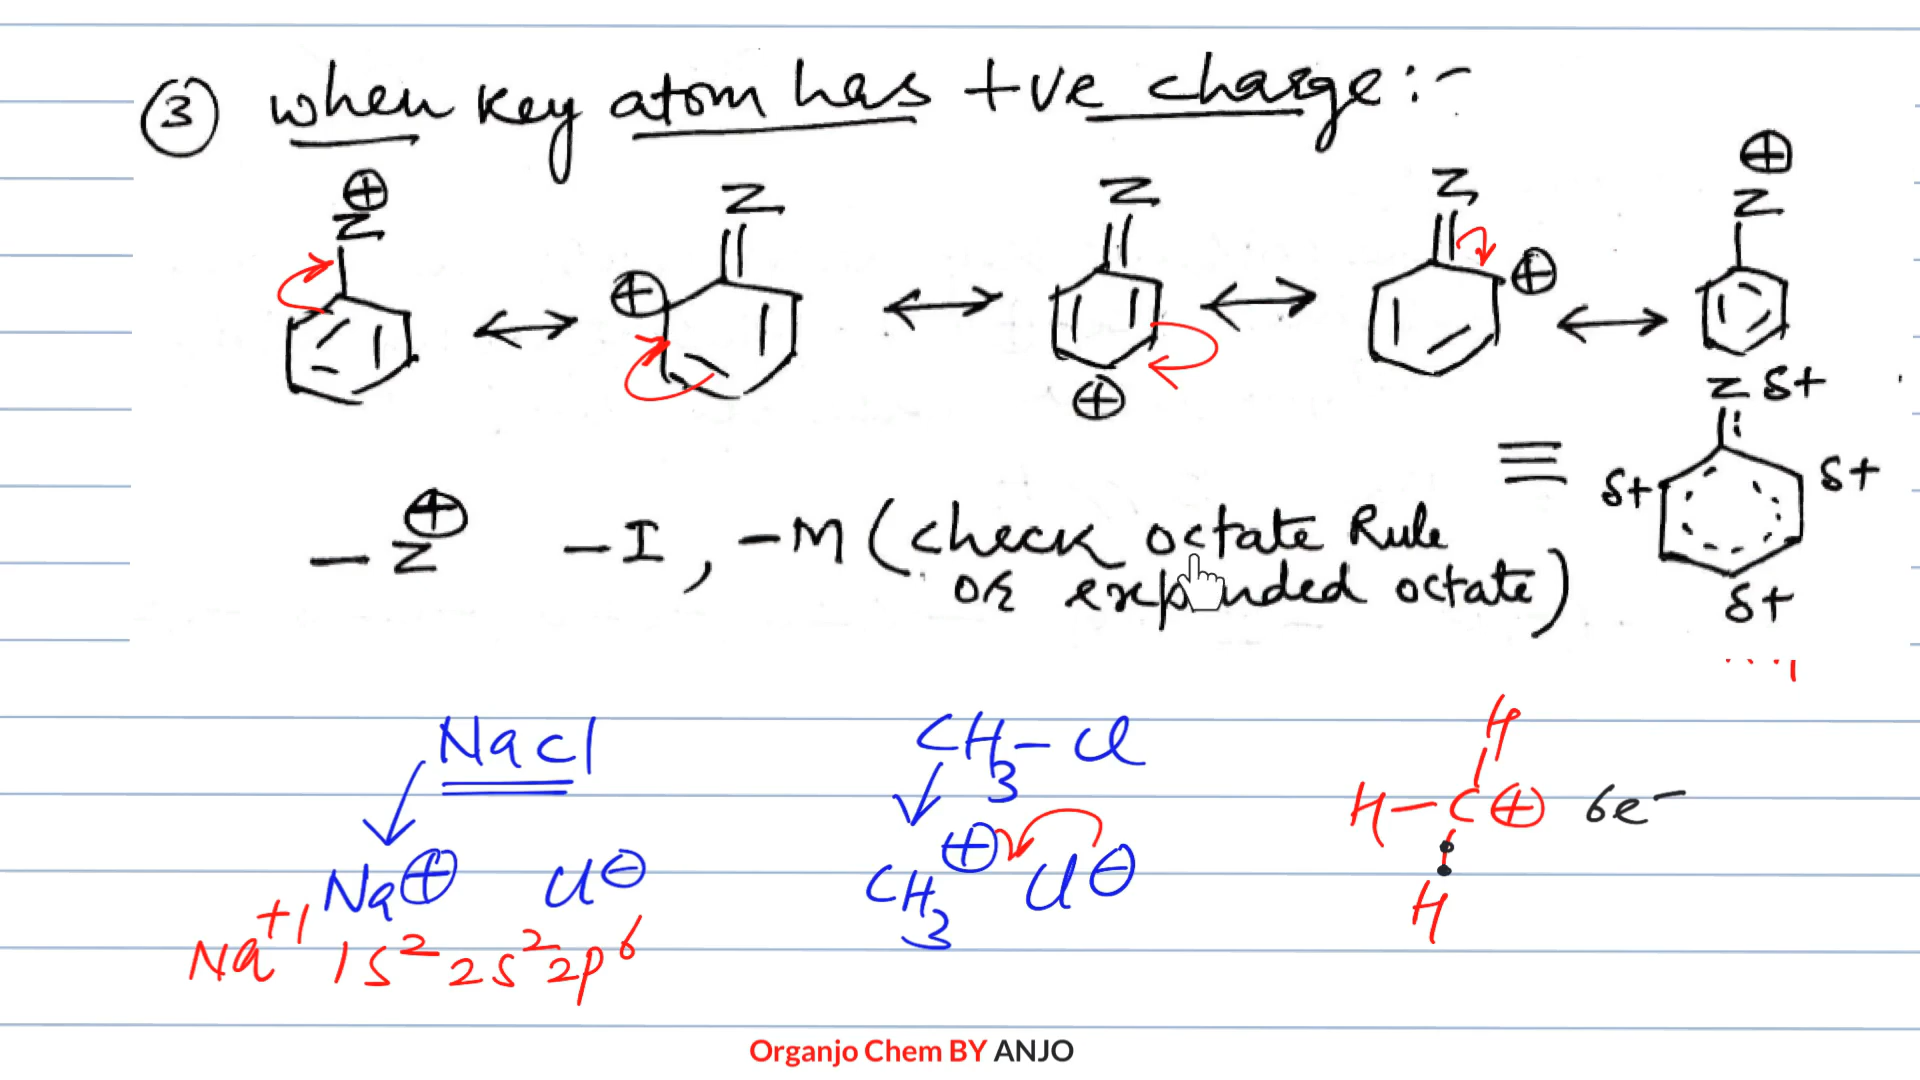 ③ when key atom has +ve charge:-
⊕ Z Z Z Z ⊕ Z
⊕ ⊕ ⊕
Z δ+
δ+ δ+
δ+
- Z⊕ - I, - M (check octate Rule
or expanded octate)
NaCl CH3 - Cl H
H - C ⊕ 6e-
Na⊕ Cl⊖ CH3⊕ Cl⊖ H
Na+1 1s2 2s2 2p6
Organjo Chem BY ANJO